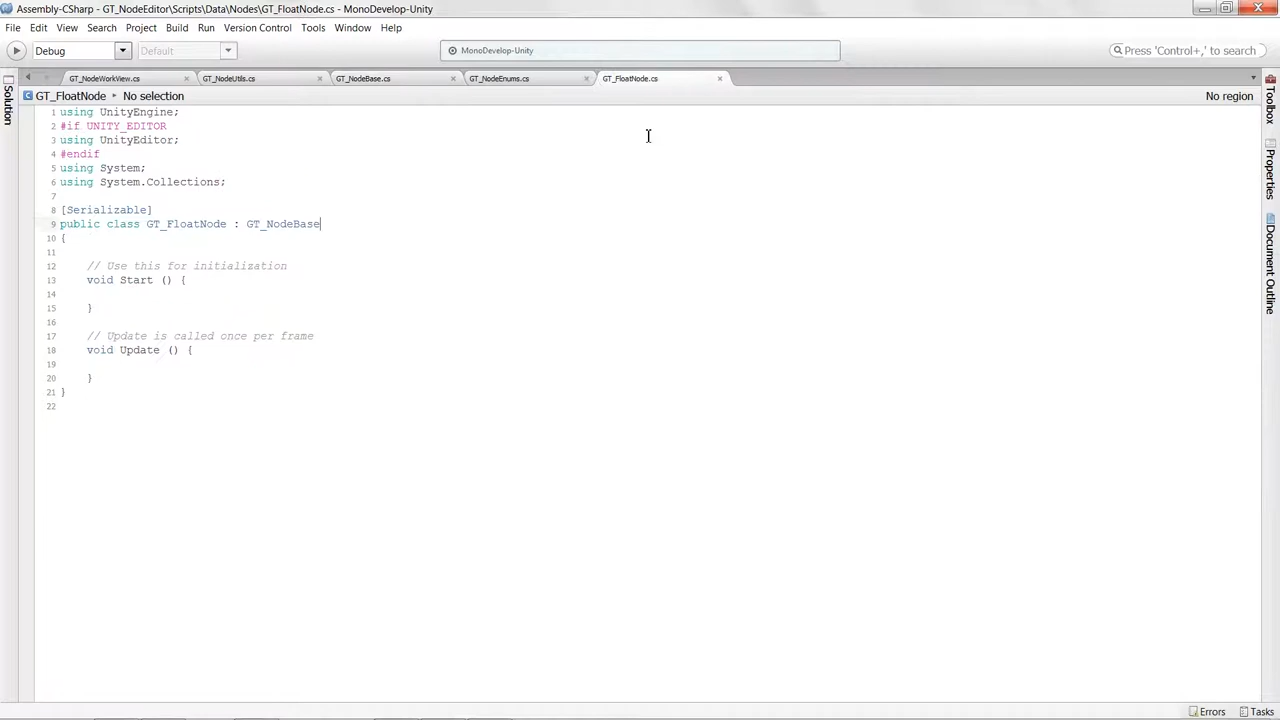 Assembly-CSharp - GT_NodeEditor\Scripts\Data\Nodes\GT_FloatNode.cs - MonoDevelop-Unity
File Edit View Search Project Build Run Version Control Tools Window Help
Debug Default MonoDevelop-Unity Press 'Control+,' to search
GT_NodeWorkView.cs GT_NodeUtils.cs GT_NodeBase.cs GT_NodeEnums.cs GT_FloatNode.cs
GT_FloatNode No selection No region
1 using UnityEngine;
2 #if UNITY_EDITOR
3 using UnityEditor;
4 #endif
5 using System;
6 using System.Collections;
7
8 [Serializable]
9 public class GT_FloatNode : GT_NodeBase
10 {
11
12 // Use this for initialization
13 void Start () {
14
15 }
16
17 // Update is called once per frame
18 void Update () {
19
20 }
21 }
22
Solution
Toolbox
Properties
Document Outline
Errors Tasks